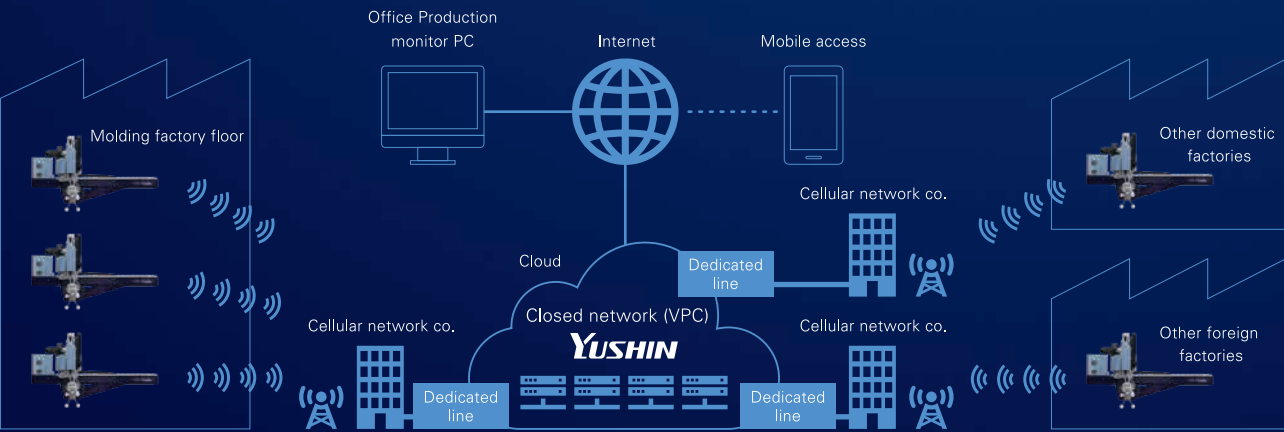 Office Production
monitor PC
Internet
Mobile access
Molding factory floor
Other domestic
factories
Cellular network co.
Cloud
Dedicated
line
Closed network (VPC)
YUSHIN
Cellular network co.
Cellular network co.
Other foreign
factories
Dedicated
line
Dedicated
line